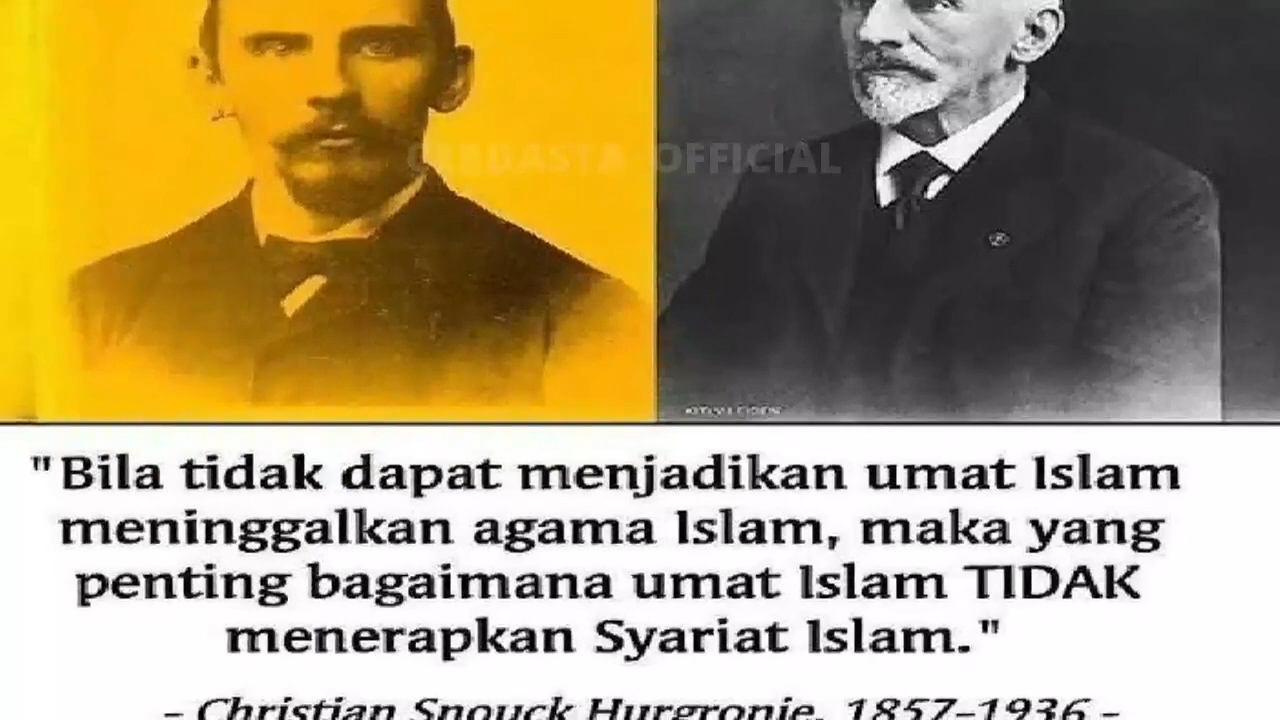 OFFICIAL
"Bila tidak dapat menjadikan umat Islam
meninggalkan agama Islam, maka yang
penting bagaimana umat Islam TIDAK
menerapkan Syariat Islam."
– Christian Snouck Hurgronje, 1857–1936 –